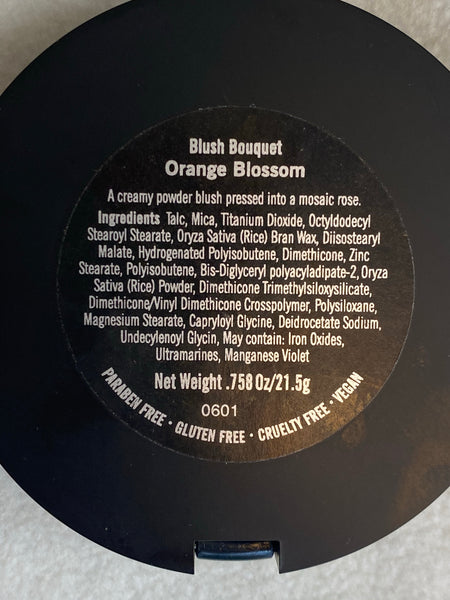 Blush Bouquet
Orange Blossom
A creamy powder blush pressed into a mosaic rose.
Ingredients Talc, Mica, Titanium Dioxide, Octyldodecyl
Stearoyl Stearate, Oryza Sativa (Rice) Bran Wax, Diisostearyl
Malate, Hydrogenated Polyisobutene, Dimethicone, Zinc
Stearate, Polyisobutene, Bis-Diglyceryl polyacyladipate-2, Oryza
Sativa (Rice) Powder, Dimethicone Trimethylsiloxysilicate,
Dimethicone/Vinyl Dimethicone Crosspolymer, Polysiloxane,
Magnesium Stearate, Capryloyl Glycine, Deidrocetate Sodium,
Undecylenoyl Glycin, May contain: Iron Oxides,
Ultramarines, Manganese Violet
Net Weight .758 Oz/21.5g
0601
PARABEN FREE • GLUTEN FREE • CRUELTY FREE • VEGAN